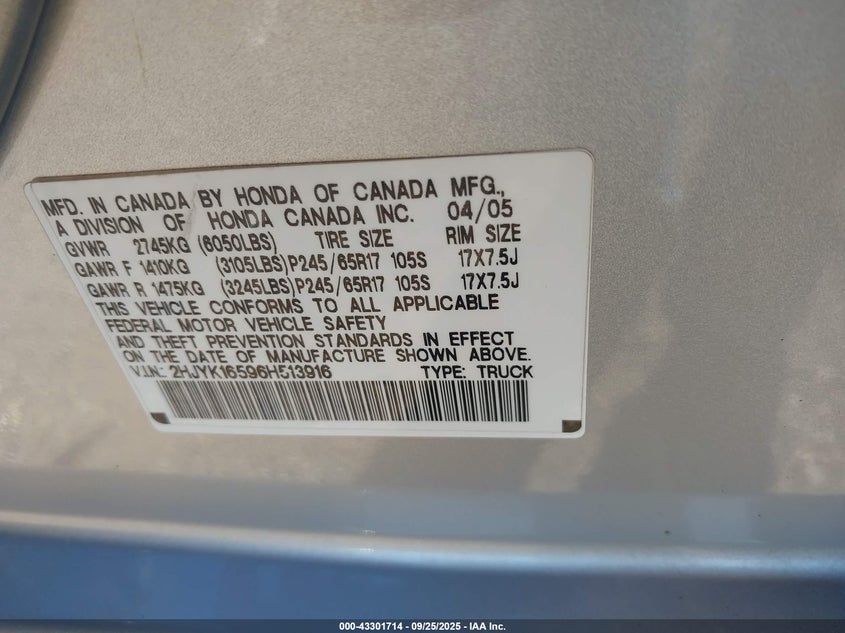 MFD. IN CANADA BY HONDA OF CANADA MFG.,
A DIVISION OF HONDA CANADA INC. 04/05
GVWR 2745KG (6050LBS) TIRE SIZE RIM SIZE
GAWR F 1410KG (3105LBS)P245/65R17 105S 17X7.5J
GAWR R 1475KG (3245LBS)P245/65R17 105S 17X7.5J
THIS VEHICLE CONFORMS TO ALL APPLICABLE
FEDERAL MOTOR VEHICLE SAFETY
AND THEFT PREVENTION STANDARDS IN EFFECT
ON THE DATE OF MANUFACTURE SHOWN ABOVE.
V.I.N.: 2HJYK16596H513916 TYPE: TRUCK
000-43301714 - 09/25/2025 - IAA Inc.